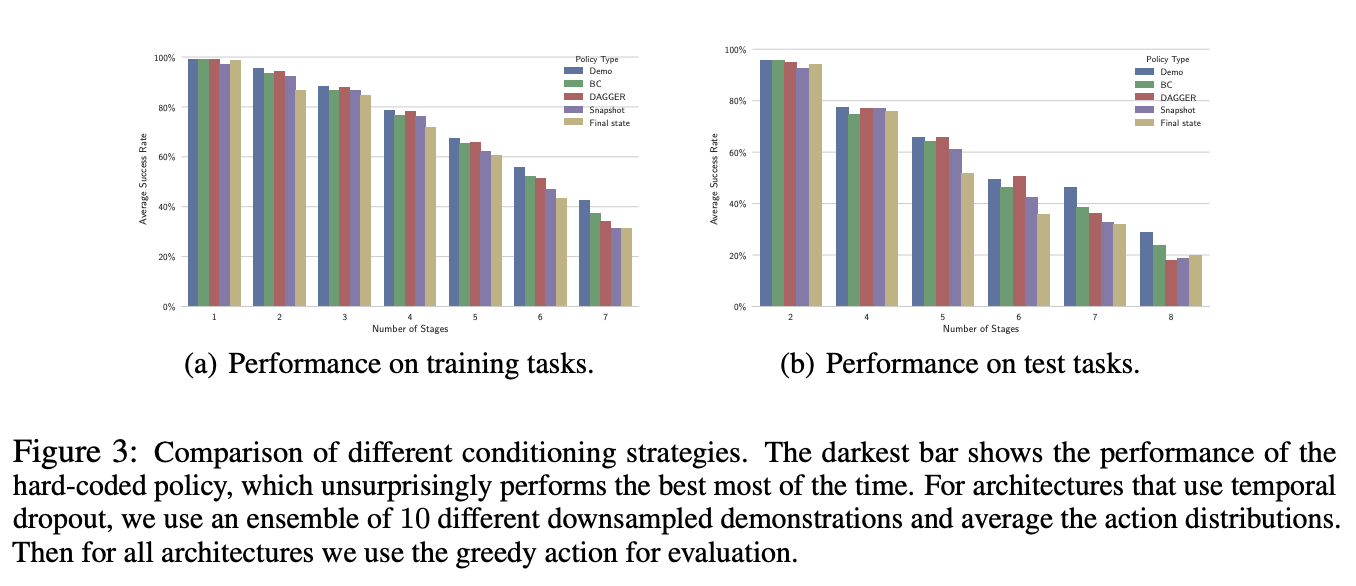 100%
80%
60%
40%
20%
0%
Average Success Rate
1 2 3 4 5 6 7
Number of Stages
Policy Type
Demo
BC
DAGGER
Snapshot
Final state
(a) Performance on training tasks.
100%
80%
60%
40%
20%
0%
Average Success Rate
2 4 5 6 7 8
Number of Stages
Policy Type
Demo
BC
DAGGER
Snapshot
Final state
(b) Performance on test tasks.
Figure 3: Comparison of different conditioning strategies. The darkest bar shows the performance of the
hard-coded policy, which unsurprisingly performs the best most of the time. For architectures that use temporal
dropout, we use an ensemble of 10 different downsampled demonstrations and average the action distributions.
Then for all architectures we use the greedy action for evaluation.